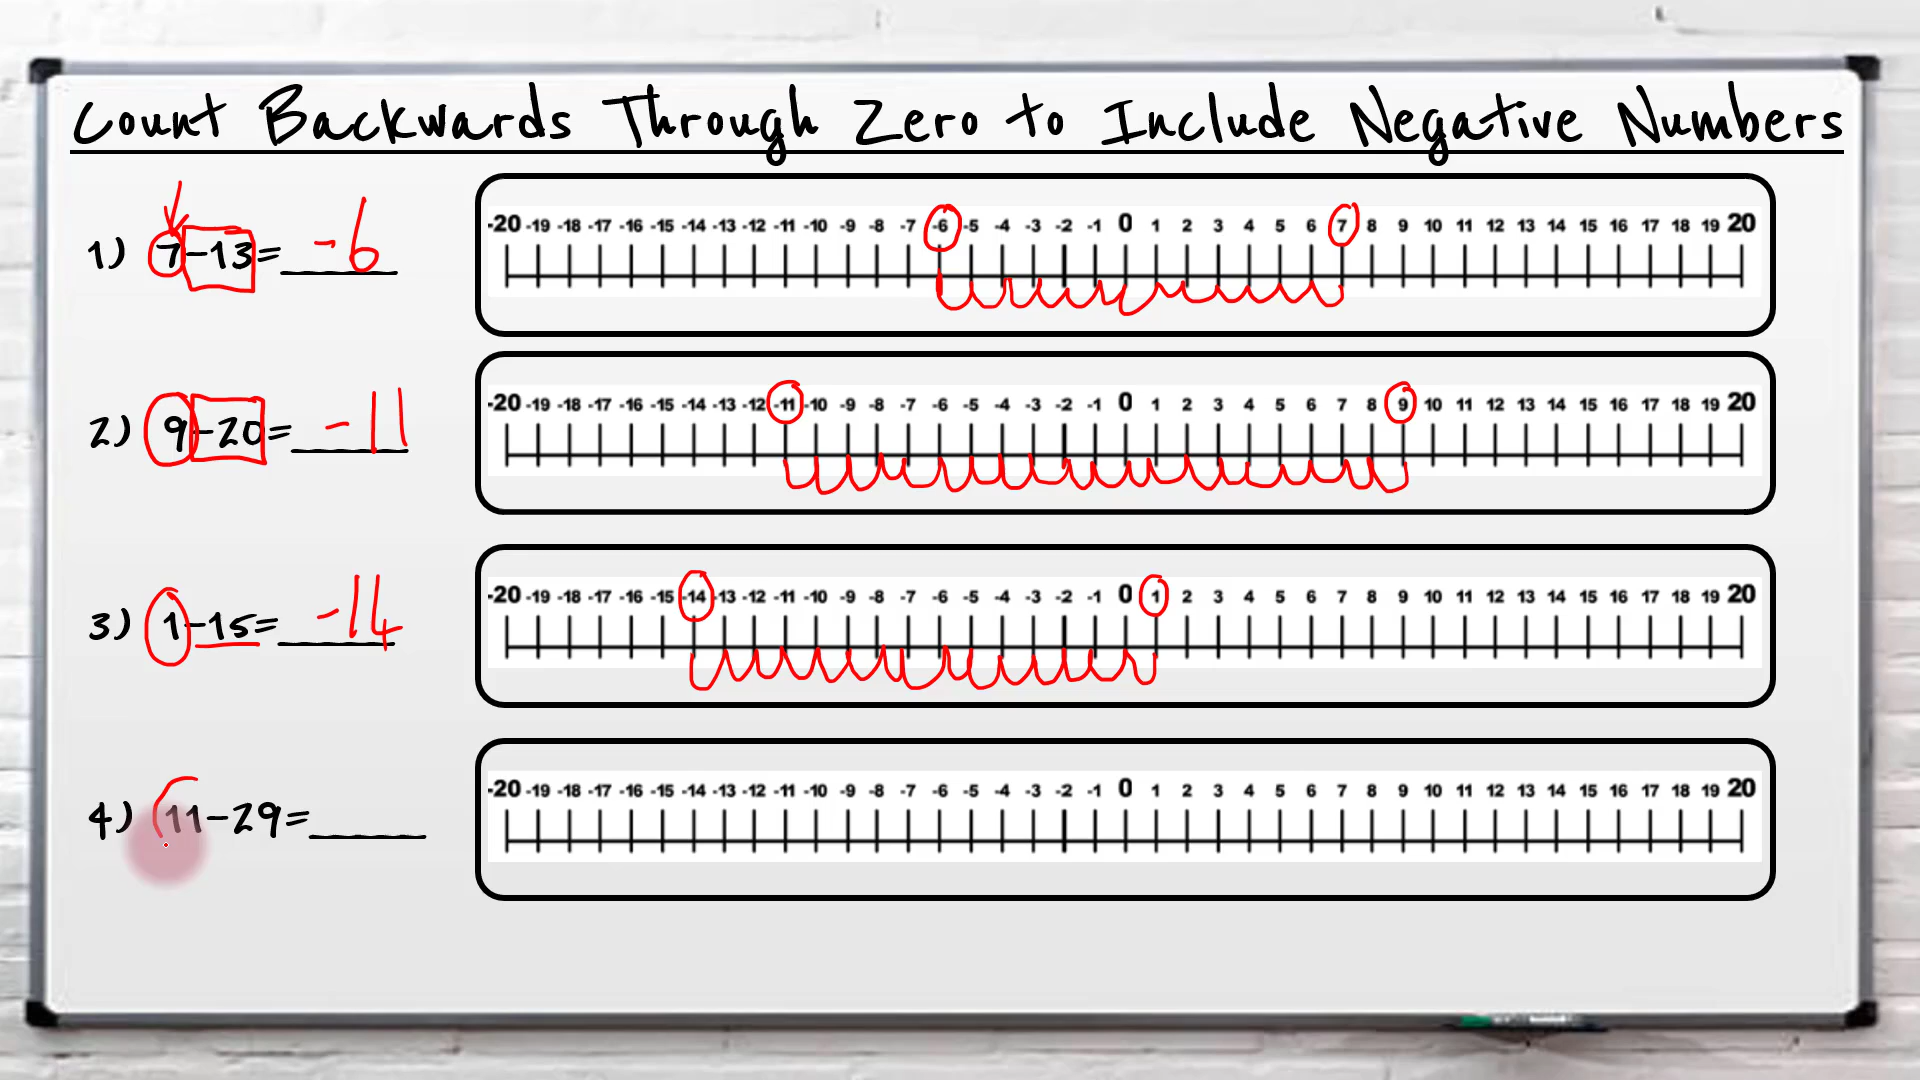 Count Backwards Through Zero to Include Negative Numbers
1) 7-13= -6
-20 -19 -18 -17 -16 -15 -14 -13 -12 -11 -10 -9 -8 -7 -6 -5 -4 -3 -2 -1 0 1 2 3 4 5 6 7 8 9 10 11 12 13 14 15 16 17 18 19 20
2) 9-20= -11
-20 -19 -18 -17 -16 -15 -14 -13 -12 -11 -10 -9 -8 -7 -6 -5 -4 -3 -2 -1 0 1 2 3 4 5 6 7 8 9 10 11 12 13 14 15 16 17 18 19 20
3) 1-15= -14
-20 -19 -18 -17 -16 -15 -14 -13 -12 -11 -10 -9 -8 -7 -6 -5 -4 -3 -2 -1 0 1 2 3 4 5 6 7 8 9 10 11 12 13 14 15 16 17 18 19 20
4) 11-29=
-20 -19 -18 -17 -16 -15 -14 -13 -12 -11 -10 -9 -8 -7 -6 -5 -4 -3 -2 -1 0 1 2 3 4 5 6 7 8 9 10 11 12 13 14 15 16 17 18 19 20